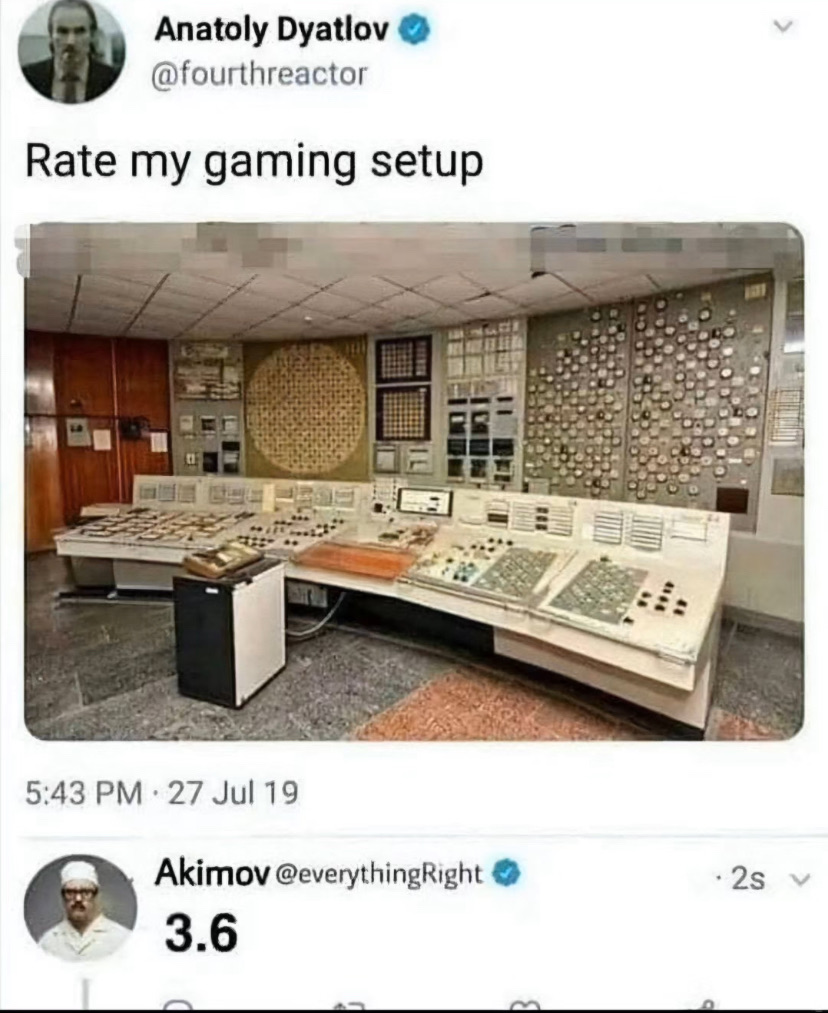 Anatoly Dyatlov
@fourthreactor
Rate my gaming setup
5:43 PM · 27 Jul 19
Akimov @everythingRight · 2s
3.6